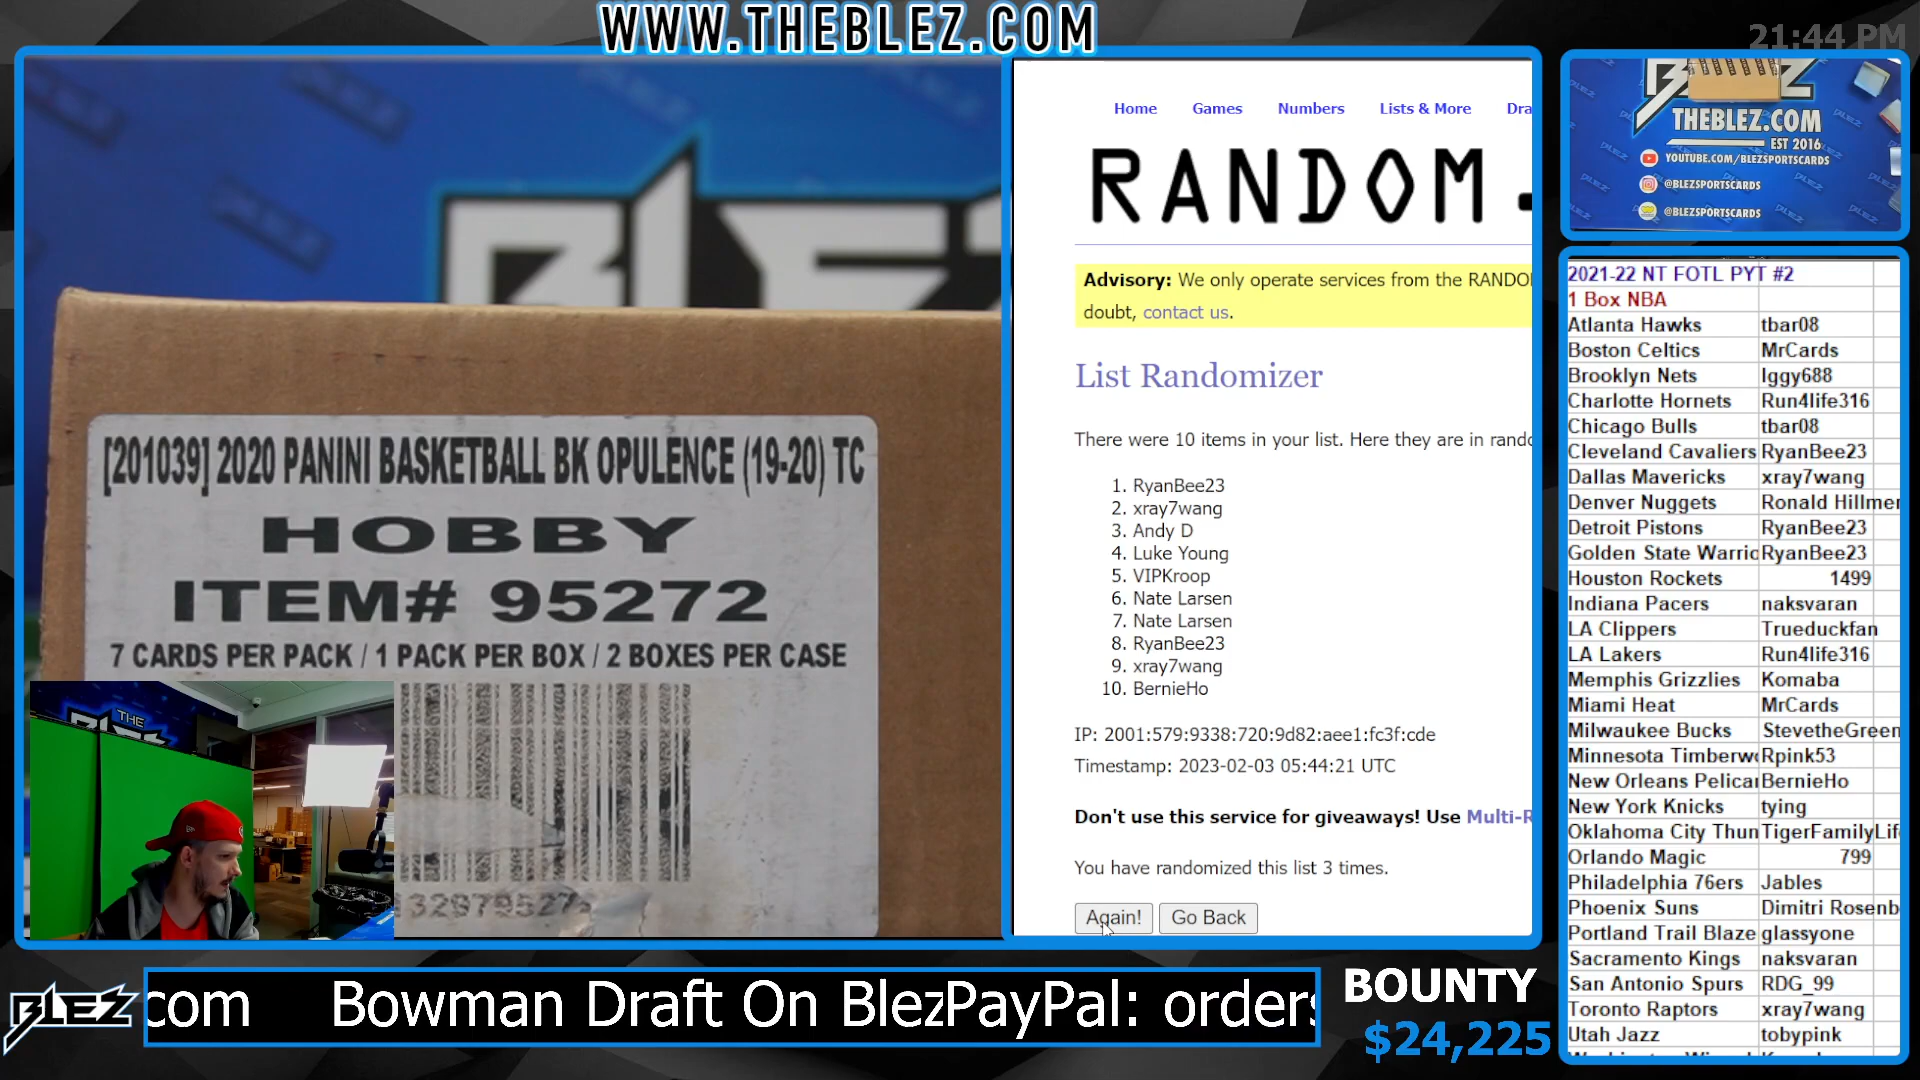 WWW.THEBLEZ.COM
21:44 PM
BLEZ
[201039] 2020 PANINI BASKETBALL BK OPULENCE (19-20) TC
HOBBY
ITEM# 95272
7 CARDS PER PACK / 1 PACK PER BOX / 2 BOXES PER CASE
THE
Home Games Numbers Lists & More Dra
RANDOM.
Advisory: We only operate services from the RANDO
doubt, contact us.
List Randomizer
There were 10 items in your list. Here they are in rando
1. RyanBee23
2. xray7wang
3. Andy D
4. Luke Young
5. VIPKroop
6. Nate Larsen
7. Nate Larsen
8. RyanBee23
9. xray7wang
10. BernieHo
IP: 2001:579:9338:720:9d82:aee1:fc3f:cde
Timestamp: 2023-02-03 05:44:21 UTC
Don't use this service for giveaways! Use Multi-R
You have randomized this list 3 times.
Again! Go Back
BLEZ
THEBLEZ.COM
EST 2016
YOUTUBE.COM/BLEZSPORTSCARDS
@BLEZSPORTSCARDS
@BLEZSPORTSCARDS
2021-22 NT FOTL PYT #2
1 Box NBA
Atlanta Hawks tbar08
Boston Celtics MrCards
Brooklyn Nets Iggy688
Charlotte Hornets Run4life316
Chicago Bulls tbar08
Cleveland Cavaliers RyanBee23
Dallas Mavericks xray7wang
Denver Nuggets Ronald Hillmer
Detroit Pistons RyanBee23
Golden State Warric RyanBee23
Houston Rockets 1499
Indiana Pacers naksvaran
LA Clippers Trueduckfan
LA Lakers Run4life316
Memphis Grizzlies Komaba
Miami Heat MrCards
Milwaukee Bucks StevetheGreen
Minnesota Timberwo Rpink53
New Orleans Pelicar BernieHo
New York Knicks tying
Oklahoma City Thun TigerFamilyLif
Orlando Magic 799
Philadelphia 76ers Jables
Phoenix Suns Dimitri Rosenb
Portland Trail Blaze glassyone
Sacramento Kings naksvaran
San Antonio Spurs RDG_99
Toronto Raptors xray7wang
Utah Jazz tobypink
BLEZ
com Bowman Draft On BlezPayPal: orders
BOUNTY
$24,225